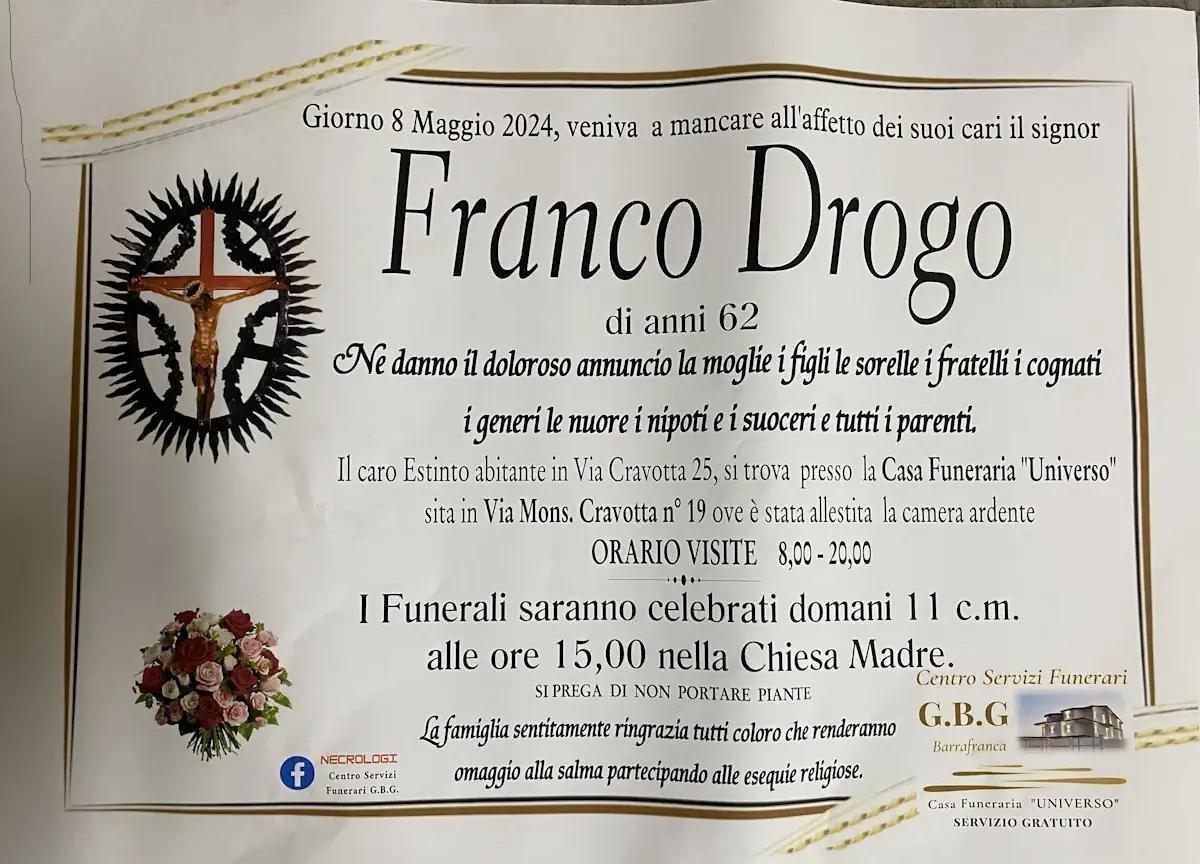 Giorno 8 Maggio 2024, veniva a mancare all'affetto dei suoi cari il signor
Franco Drogo
di anni 62
Ne danno il doloroso annuncio la moglie i figli le sorelle i fratelli i cognati
i generi le nuore i nipoti e i suoceri e tutti i parenti.
Il caro Estinto abitante in Via Cravotta 25, si trova presso la Casa Funeraria "Universo"
sita in Via Mons. Cravotta n° 19 ove è stata allestita la camera ardente
ORARIO VISITE 8,00 - 20,00
I Funerali saranno celebrati domani 11 c.m.
alle ore 15,00 nella Chiesa Madre.
SI PREGA DI NON PORTARE PIANTE
La famiglia sentitamente ringrazia tutti coloro che renderanno
omaggio alla salma partecipando alle esequie religiose.
NECROLOGI
Centro Servizi
Funerari G.B.G.
Centro Servizi Funerari
G.B.G
Barrafranca
Casa Funeraria "UNIVERSO"
SERVIZIO GRATUITO